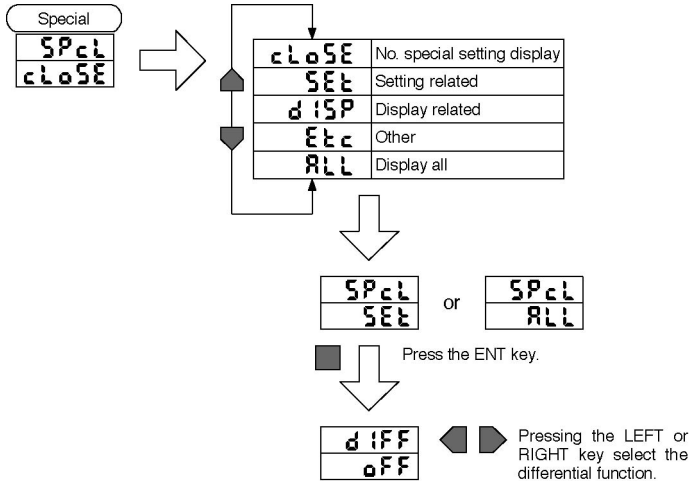 Special
SPcL
cLoSE
cLoSE No. special setting display
SEt Setting related
dISP Display related
Etc Other
ALL Display all
SPcL
SEt
or
SPcL
ALL
Press the ENT key.
dIFF
oFF
Pressing the LEFT or
RIGHT key select the
differential function.